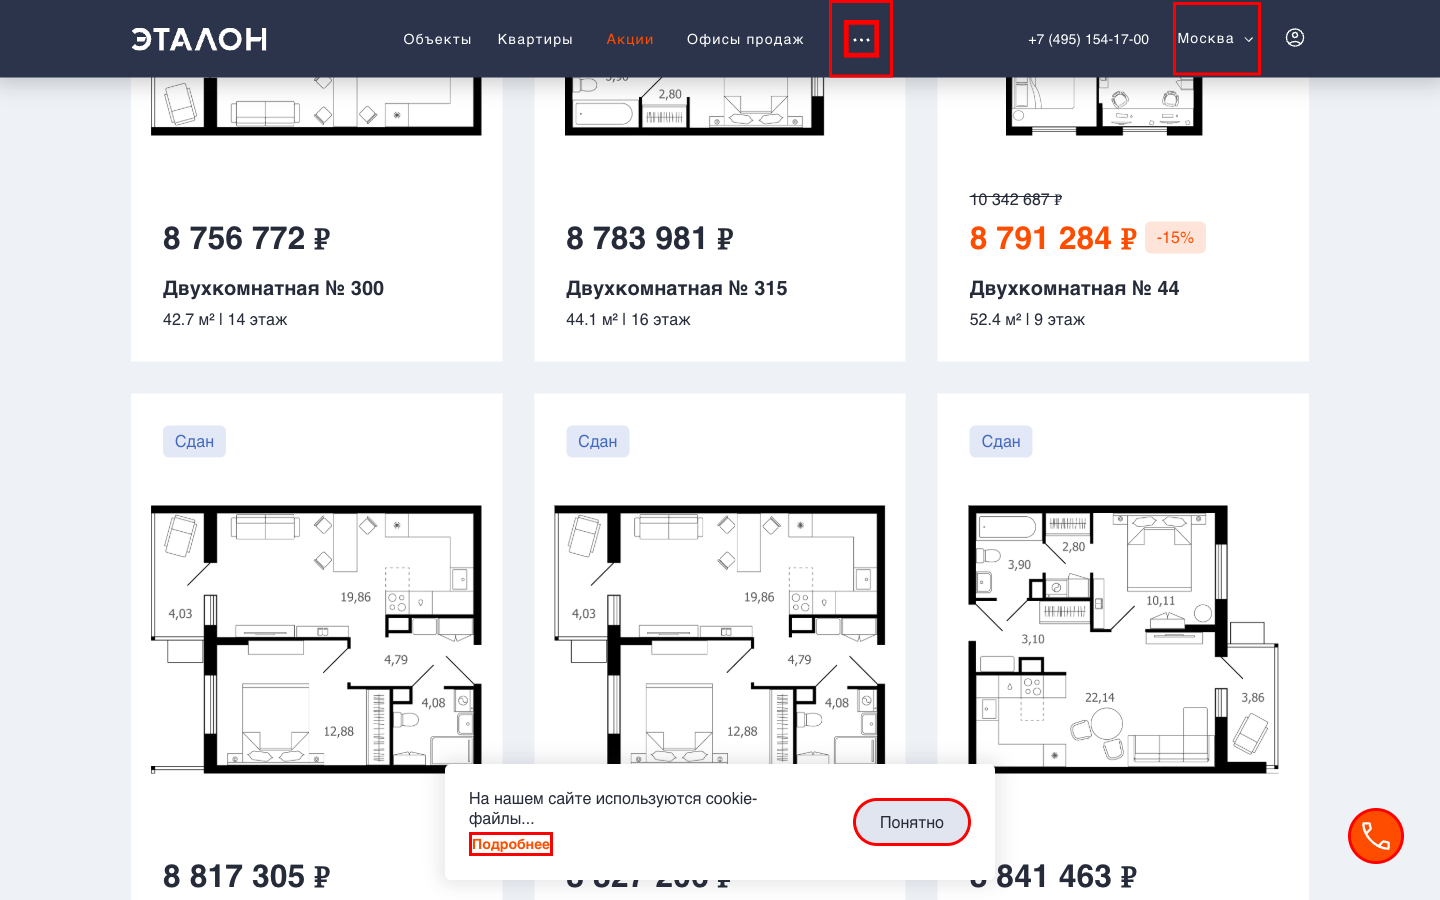 ЭТАЛОН
Объекты Квартиры Акции Офисы продаж ... +7 (495) 154-17-00 Москва
2,80
10 342 687 ₽
8 756 772 ₽ 8 783 981 ₽ 8 791 284 ₽ -15%
Двухкомнатная № 300 Двухкомнатная № 315 Двухкомнатная № 44
42.7 м² | 14 этаж 44.1 м² | 16 этаж 52.4 м² | 9 этаж
Сдан Сдан Сдан
2,80
3,90
19,86 19,86 10,11
4,03 4,03
3,10
4,79 4,79
22,14 3,86
4,08 4,08
12,88 12,88
На нашем сайте используются cookie-
файлы...
Подробнее
Понятно
8 817 305 ₽ 8 841 463 ₽